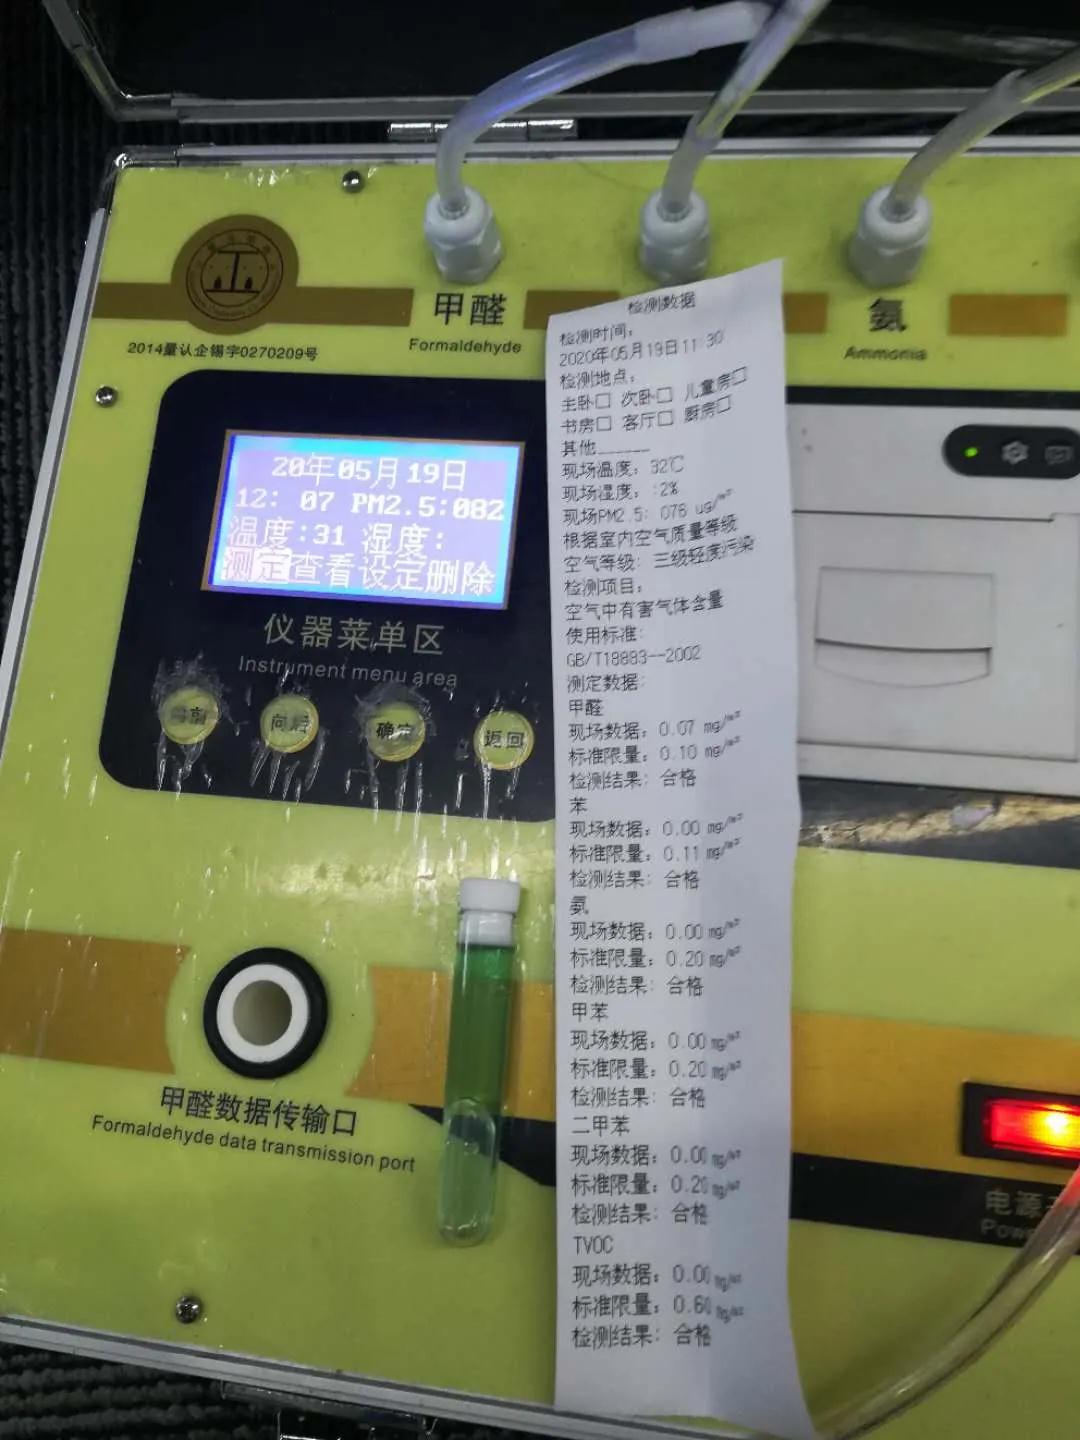 甲醛
Formaldehyde
氨
Ammonia
2014量认企锡字0270209号
20年05月19日
12: 07 PM2.5:082
温度:31 湿度:
测定查看设定删除
仪器菜单区
Instrument menu area
向后
确定
返回
甲醛数据传输口
Formaldehyde data transmission port
检测数据
检测时间:
2020年05月19日11:30
检测地点:
主卧□ 次卧□ 儿童房□
书房□ 客厅□ 厨房□
其他______
现场温度: 32℃
现场湿度: :2%
现场PM2.5: 076 ug/m³
根据室内空气质量等级
空气等级: 三级轻度污染
检测项目:
空气中有害气体含量
使用标准:
GB/T18883--2002
测定数据:
甲醛
现场数据: 0.07 mg/m³
标准限量: 0.10 mg/m³
检测结果: 合格
苯
现场数据: 0.00 mg/m³
标准限量: 0.11 mg/m³
检测结果: 合格
氨
现场数据: 0.00 mg/m³
标准限量: 0.20 mg/m³
检测结果: 合格
甲苯
现场数据: 0.00 mg/m³
标准限量: 0.20 mg/m³
检测结果: 合格
二甲苯
现场数据: 0.00 mg/m³
标准限量: 0.20 mg/m³
检测结果: 合格
TVOC
现场数据: 0.00 mg/m³
标准限量: 0.60 mg/m³
检测结果: 合格
电源